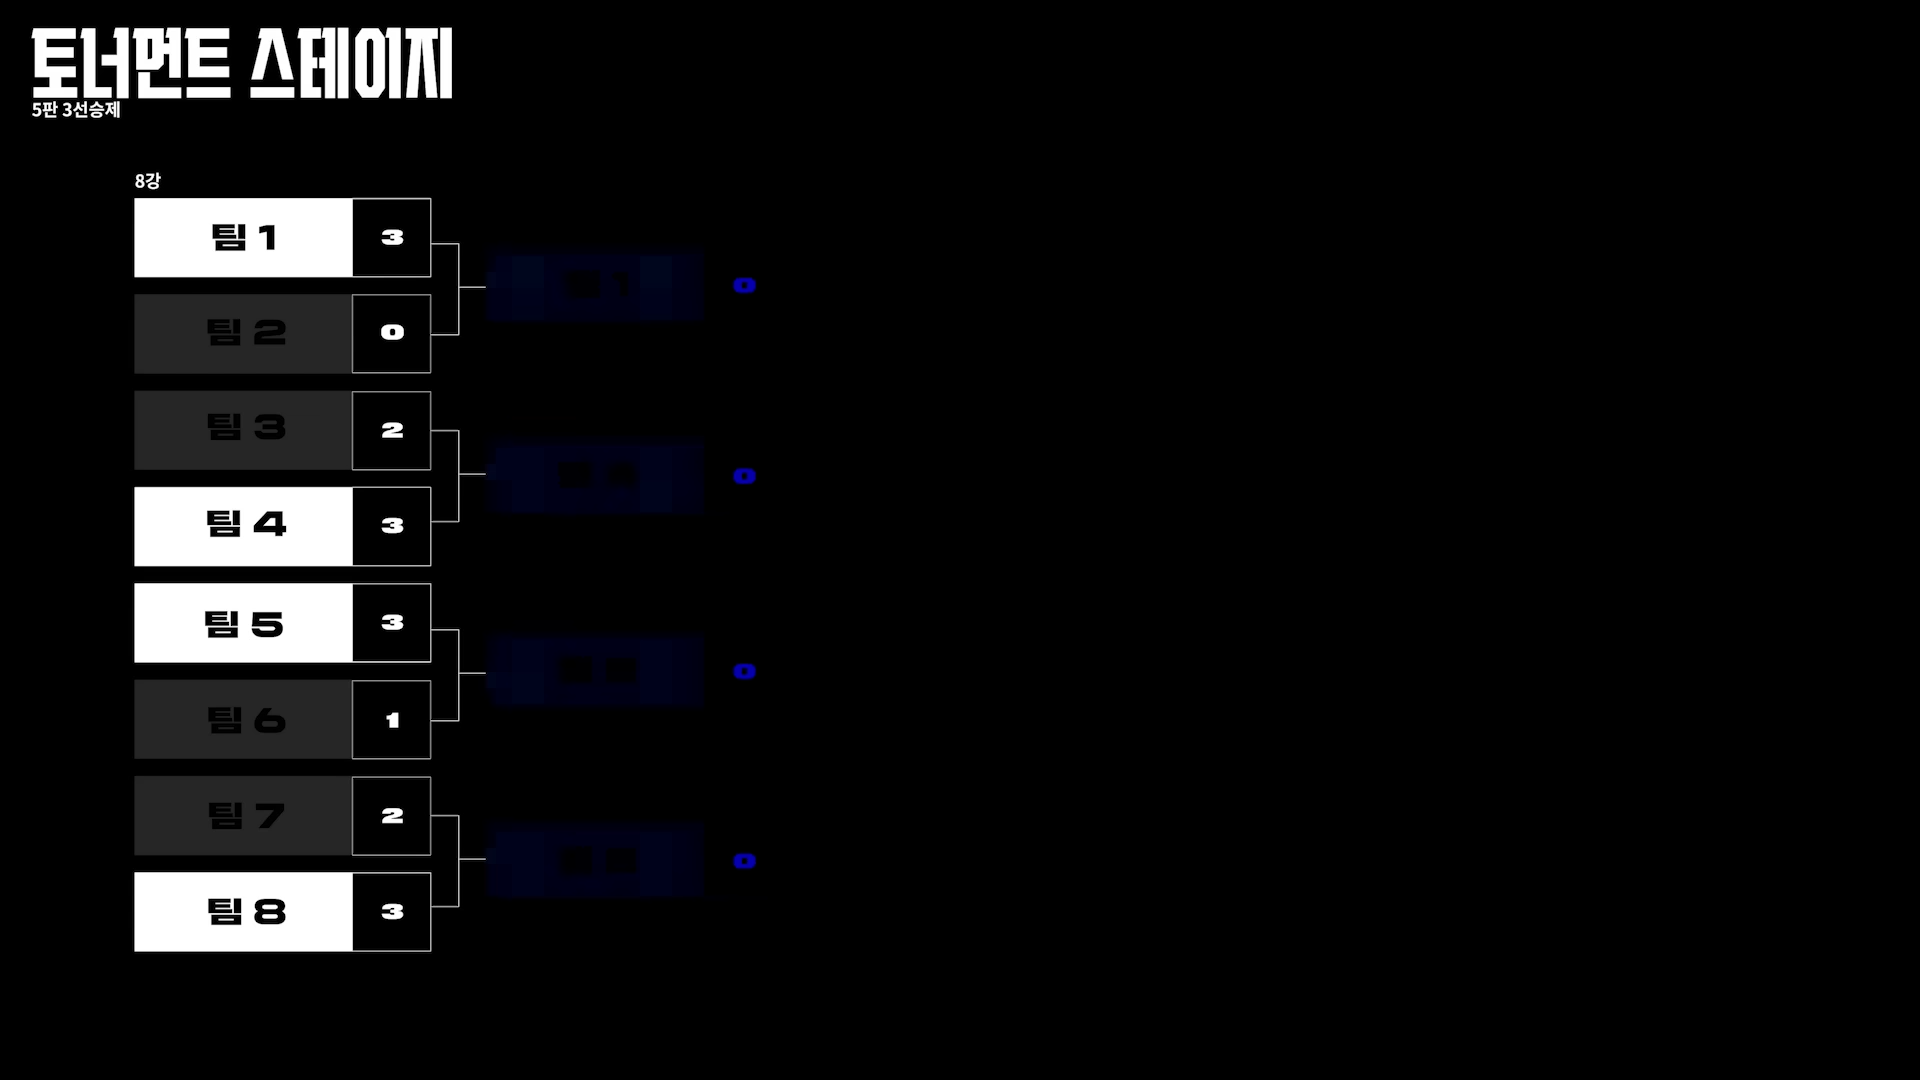 토너먼트 스테이지
5판 3선승제
8강
팀 1 3
팀 2 0
팀 3 2
팀 4 3
팀 5 3
팀 6 1
팀 7 2
팀 8 3
0
0
0
0